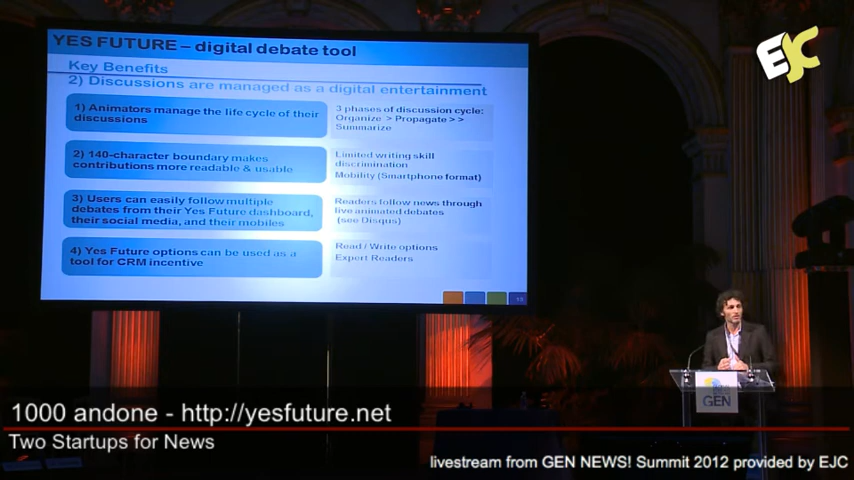 YES FUTURE – digital debate tool
Key Benefits
2) Discussions are managed as a digital entertainment
1) Animators manage the life cycle of their
discussions
3 phases of discussion cycle:
Organize > Propagate > >
Summarize
2) 140-character boundary makes
contributions more readable & usable
Limited writing skill
discrimination
Mobility (Smartphone format)
3) Users can easily follow multiple
debates from their Yes Future dashboard,
their social media, and their mobiles
Readers follow news through
live animated debates
(see Disqus)
4) Yes Future options can be used as a
tool for CRM incentive
Read / Write options
Expert Readers
EJC
GEN
1000 andone - http://yesfuture.net
Two Startups for News
livestream from GEN NEWS! Summit 2012 provided by EJC